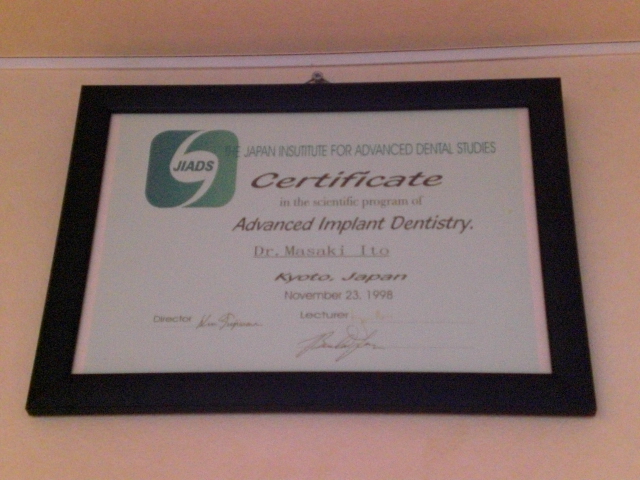 JIADS
THE JAPAN INSUTITUTE FOR ADVANCED DENTAL STUDIES
Certificate
in the scientific program of
Advanced Implant Dentistry.
Dr. Masaki Ito
Kyoto, Japan
November 23, 1998
Director
Lecturer